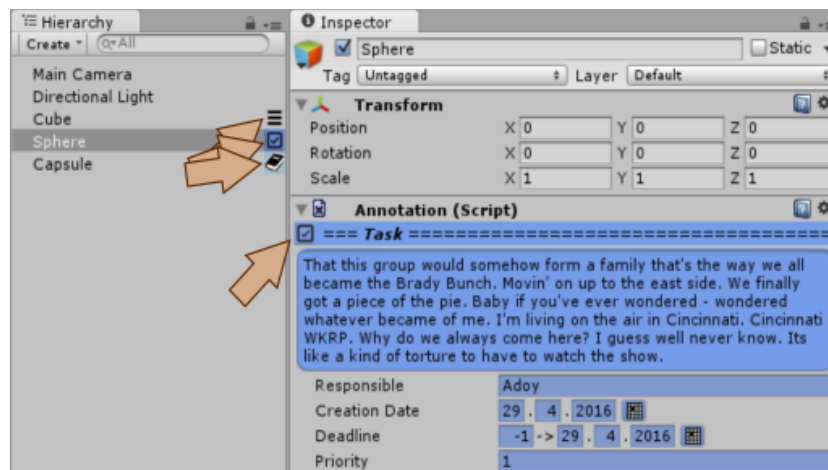 Hierarchy
Create
All
Main Camera
Directional Light
Cube
Sphere
Capsule
Inspector
Sphere
Static
Tag Untagged Layer Default
Transform
Position X 0 Y 0 Z 0
Rotation X 0 Y 0 Z 0
Scale X 1 Y 1 Z 1
Annotation (Script)
=== Task =====================================
That this group would somehow form a family that's the way we all
became the Brady Bunch. Movin' on up to the east side. We finally
got a piece of the pie. Baby if you've ever wondered - wondered
whatever became of me. I'm living on the air in Cincinnati. Cincinnati
WKRP. Why do we always come here? I guess well never know. Its
like a kind of torture to have to watch the show.
Responsible Adoy
Creation Date 29 . 4 . 2016
Deadline -1 -> 29 . 4 . 2016
Priority 1